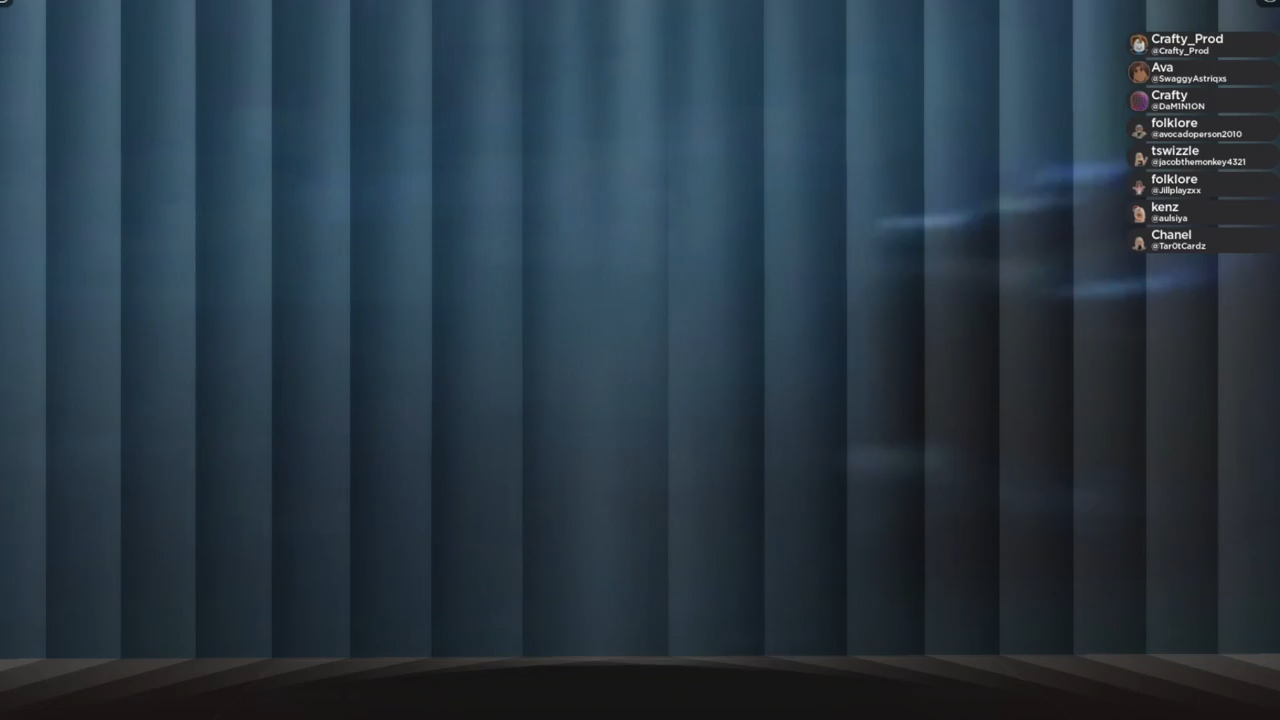 Crafty_Prod
@Crafty_Prod
Ava
@SwaggyAstriqxs
Crafty
@DaM1N1ON
folklore
@avocadoperson2010
tswizzle
@jacobthemonkey4321
folklore
@Jillplayzxx
kenz
@aulsiya
Chanel
@Tar0tCardz